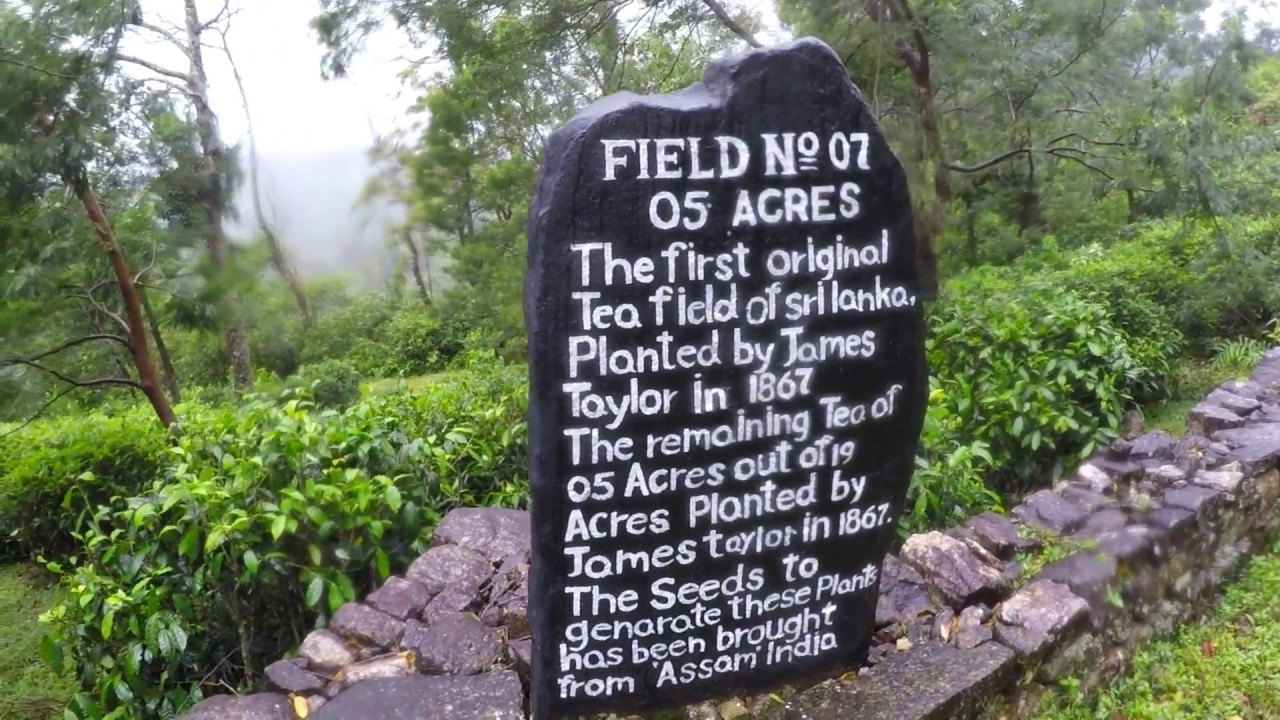 FIELD Nº 07
05 ACRES
The first original
Tea field of sri lanka,
Planted by James
Taylor in 1867
The remaining Tea of
05 Acres out of 19
Acres Planted by
James taylor in 1867.
The Seeds to
genarate these Plants
has been brought
from 'Assam' India